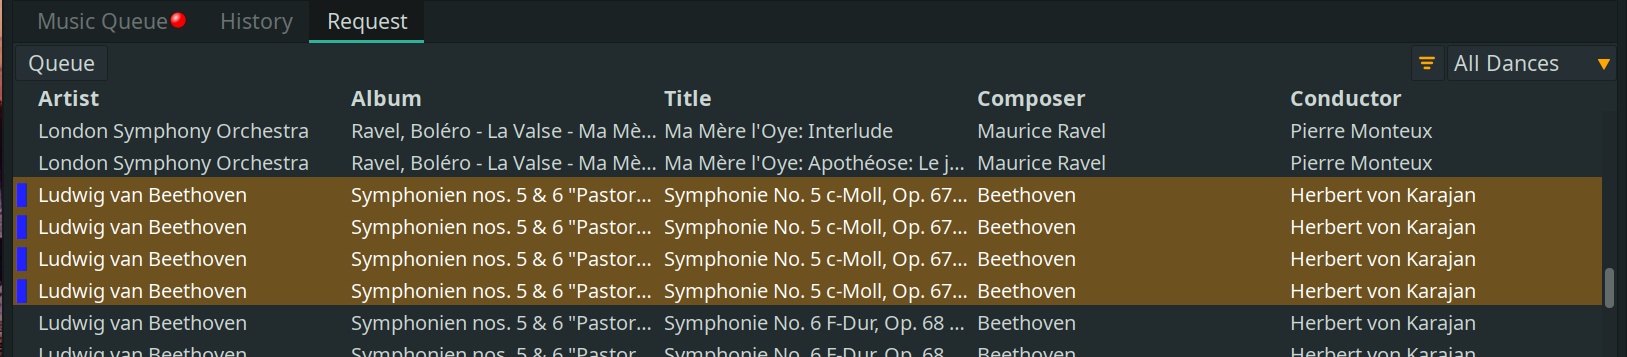 Music Queue History Request
Queue All Dances
Artist Album Title Composer Conductor
London Symphony Orchestra Ravel, Boléro - La Valse - Ma Mè... Ma Mère l'Oye: Interlude Maurice Ravel Pierre Monteux
London Symphony Orchestra Ravel, Boléro - La Valse - Ma Mè... Ma Mère l'Oye: Apothéose: Le j... Maurice Ravel Pierre Monteux
Ludwig van Beethoven Symphonien nos. 5 & 6 "Pastor... Symphonie No. 5 c-Moll, Op. 67... Beethoven Herbert von Karajan
Ludwig van Beethoven Symphonien nos. 5 & 6 "Pastor... Symphonie No. 5 c-Moll, Op. 67... Beethoven Herbert von Karajan
Ludwig van Beethoven Symphonien nos. 5 & 6 "Pastor... Symphonie No. 5 c-Moll, Op. 67... Beethoven Herbert von Karajan
Ludwig van Beethoven Symphonien nos. 5 & 6 "Pastor... Symphonie No. 5 c-Moll, Op. 67... Beethoven Herbert von Karajan
Ludwig van Beethoven Symphonien nos. 5 & 6 "Pastor... Symphonie No. 6 F-Dur, Op. 68 ... Beethoven Herbert von Karajan
Ludwig van Beethoven Symphonien nos. 5 & 6 "Pastor... Symphonie No. 6 F-Dur, Op. 68 ... Beethoven Herbert von Karajan